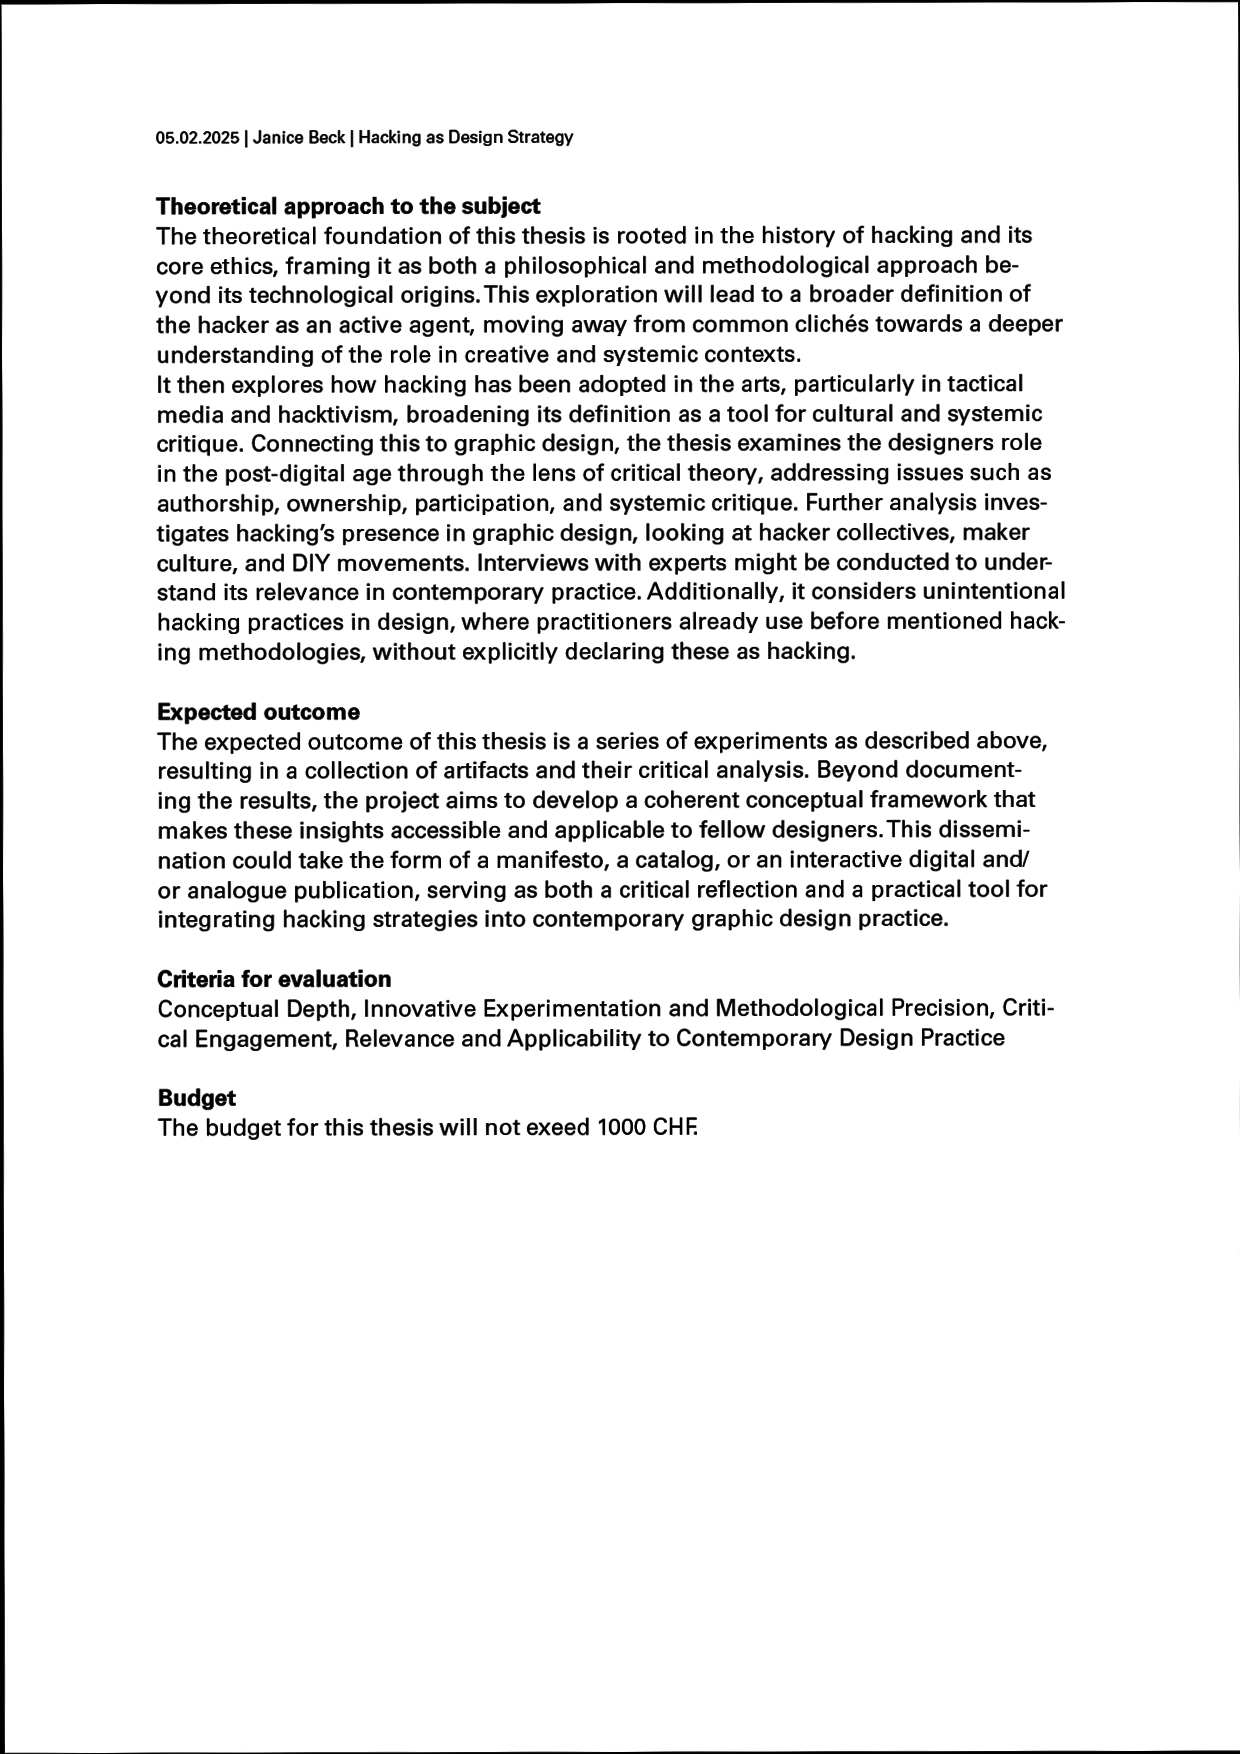 05.02.2025 | Janice Beck | Hacking as Design Strategy
Theoretical approach to the subject
The theoretical foundation of this thesis is rooted in the history of hacking and its
core ethics, framing it as both a philosophical and methodological approach be-
yond its technological origins. This exploration will lead to a broader definition of
the hacker as an active agent, moving away from common clichés towards a deeper
understanding of the role in creative and systemic contexts.
It then explores how hacking has been adopted in the arts, particularly in tactical
media and hacktivism, broadening its definition as a tool for cultural and systemic
critique. Connecting this to graphic design, the thesis examines the designers role
in the post-digital age through the lens of critical theory, addressing issues such as
authorship, ownership, participation, and systemic critique. Further analysis inves-
tigates hacking’s presence in graphic design, looking at hacker collectives, maker
culture, and DIY movements. Interviews with experts might be conducted to under-
stand its relevance in contemporary practice. Additionally, it considers unintentional
hacking practices in design, where practitioners already use before mentioned hack-
ing methodologies, without explicitly declaring these as hacking.
Expected outcome
The expected outcome of this thesis is a series of experiments as described above,
resulting in a collection of artifacts and their critical analysis. Beyond document-
ing the results, the project aims to develop a coherent conceptual framework that
makes these insights accessible and applicable to fellow designers. This dissemi-
nation could take the form of a manifesto, a catalog, or an interactive digital and/
or analogue publication, serving as both a critical reflection and a practical tool for
integrating hacking strategies into contemporary graphic design practice.
Criteria for evaluation
Conceptual Depth, Innovative Experimentation and Methodological Precision, Criti-
cal Engagement, Relevance and Applicability to Contemporary Design Practice
Budget
The budget for this thesis will not exeed 1000 CHF.